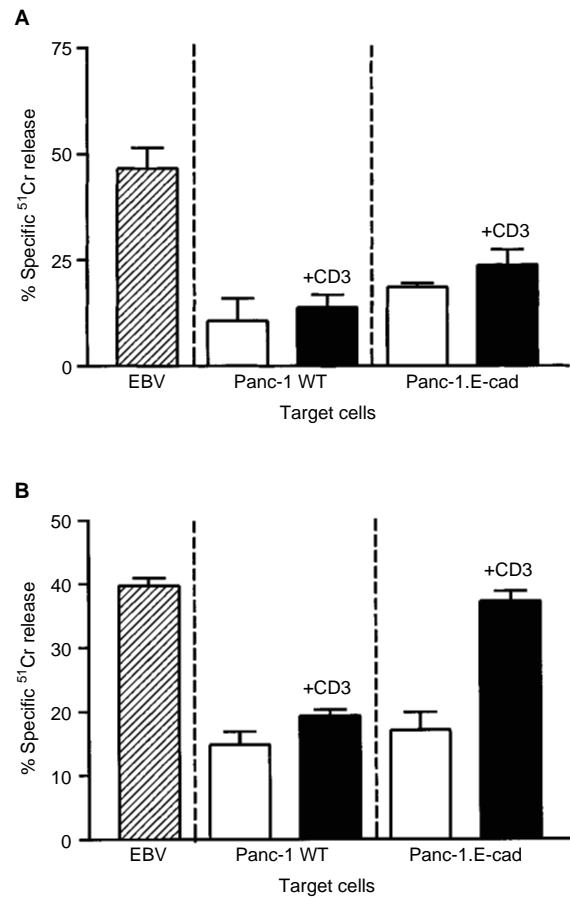 A
75
50
25
0
% Specific ⁵¹Cr release
+CD3
+CD3
EBV Panc-1 WT Panc-1.E-cad
Target cells
B
50
40
30
20
10
0
% Specific ⁵¹Cr release
+CD3
+CD3
EBV Panc-1 WT Panc-1.E-cad
Target cells